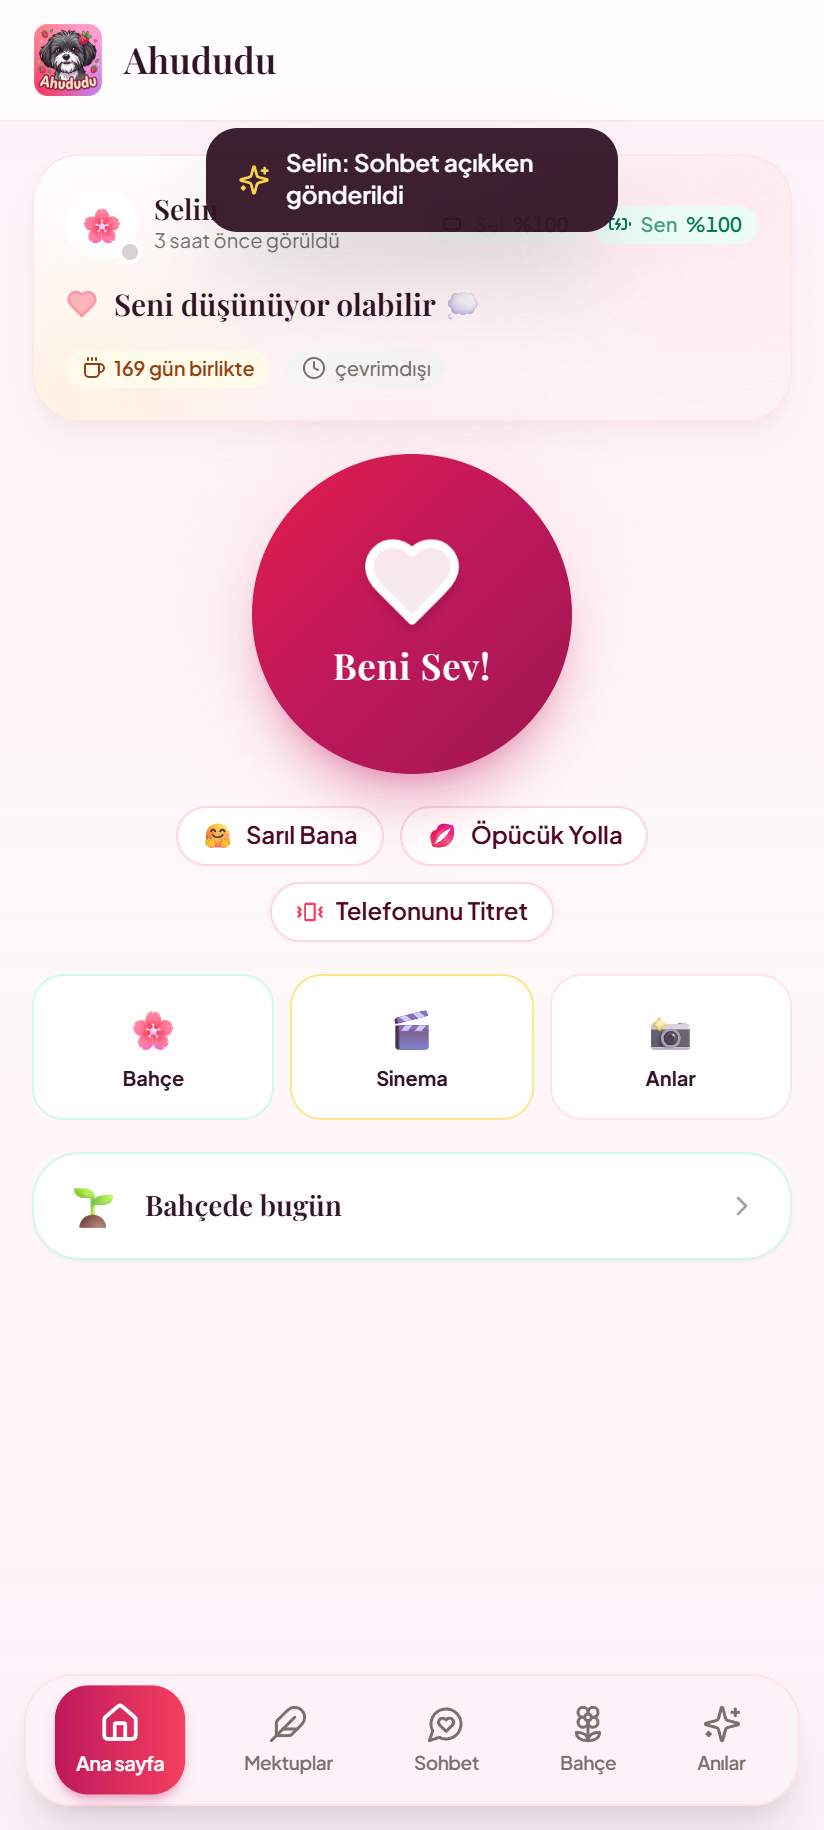 Ahududu
Ahududu
Selin: Sohbet açıkken
gönderildi
Selin
3 saat önce görüldü
Sel %100
Sen %100
Seni düşünüyor olabilir
169 gün birlikte
çevrimdışı
Beni Sev!
Sarıl Bana
Öpücük Yolla
Telefonunu Titret
Bahçe
Sinema
Anlar
Bahçede bugün
Ana sayfa
Mektuplar
Sohbet
Bahçe
Anılar